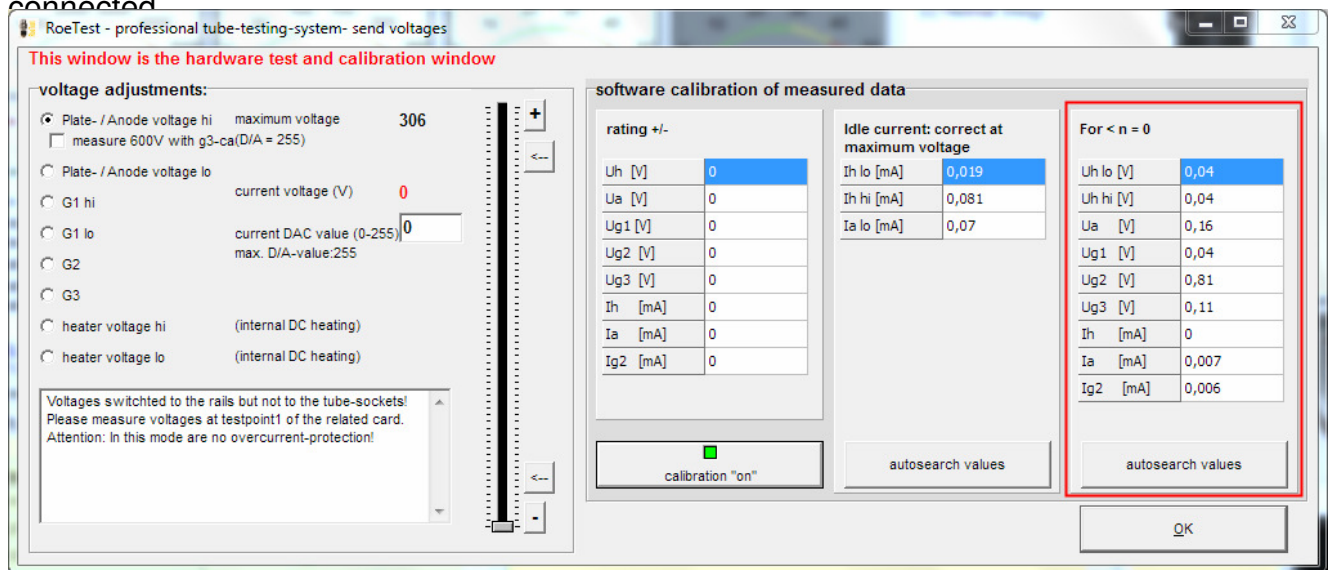 connected
RoeTest - professional tube-testing-system- send voltages
This window is the hardware test and calibration window
voltage adjustments:
Plate- / Anode voltage hi maximum voltage 306
measure 600V with g3-ca(D/A = 255)
Plate- / Anode voltage lo
current voltage (V) 0
G1 hi
G1 lo current DAC value (0-255) 0
max. D/A-value:255
G2
G3
heater voltage hi (internal DC heating)
heater voltage lo (internal DC heating)
Voltages switchted to the rails but not to the tube-sockets!
Please measure voltages at testpoint1 of the related card.
Attention: In this mode are no overcurrent-protection!
+
<--
<--
-
software calibration of measured data
rating +/-
Uh [V] 0
Ua [V] 0
Ug1 [V] 0
Ug2 [V] 0
Ug3 [V] 0
Ih [mA] 0
Ia [mA] 0
Ig2 [mA] 0
calibration "on"
Idle current: correct at
maximum voltage
Ih lo [mA] 0,019
Ih hi [mA] 0,081
Ia lo [mA] 0,07
autosearch values
For < n = 0
Uh lo [V] 0,04
Uh hi [V] 0,04
Ua [V] 0,16
Ug1 [V] 0,04
Ug2 [V] 0,81
Ug3 [V] 0,11
Ih [mA] 0
Ia [mA] 0,007
Ig2 [mA] 0,006
autosearch values
OK